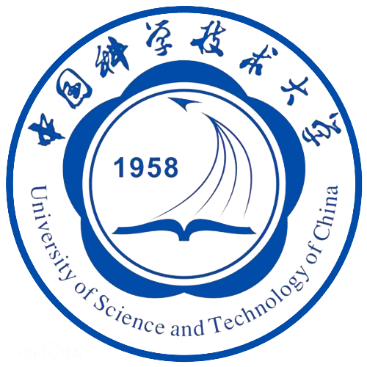 中国科学技术大学
1958
University of Science and Technology of China